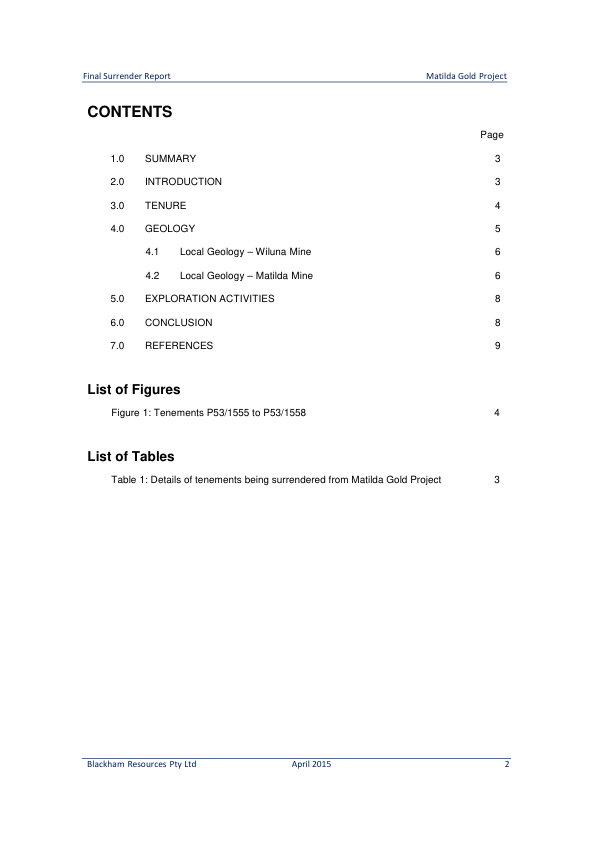 Final Surrender Report Matilda Gold Project
CONTENTS
Page
1.0 SUMMARY 3
2.0 INTRODUCTION 3
3.0 TENURE 4
4.0 GEOLOGY 5
4.1 Local Geology – Wiluna Mine 6
4.2 Local Geology – Matilda Mine 6
5.0 EXPLORATION ACTIVITIES 8
6.0 CONCLUSION 8
7.0 REFERENCES 9
List of Figures
Figure 1: Tenements P53/1555 to P53/1558 4
List of Tables
Table 1: Details of tenements being surrendered from Matilda Gold Project 3
Blackham Resources Pty Ltd April 2015 2